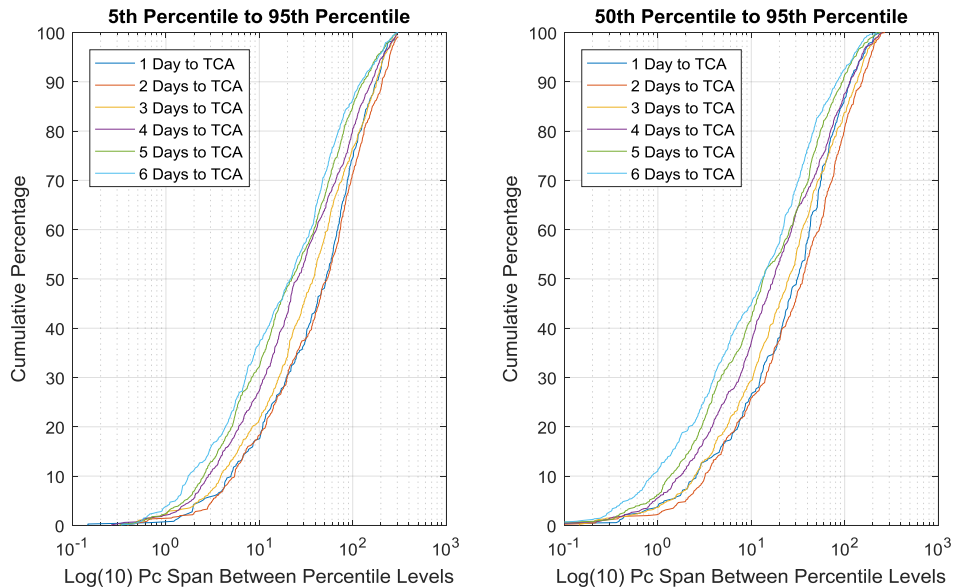 5th Percentile to 95th Percentile
100
90
80
70
60
50
40
30
20
10
0
Cumulative Percentage
1 Day to TCA
2 Days to TCA
3 Days to TCA
4 Days to TCA
5 Days to TCA
6 Days to TCA
10^-1
10^0
10^1
10^2
10^3
Log(10) Pc Span Between Percentile Levels
50th Percentile to 95th Percentile
100
90
80
70
60
50
40
30
20
10
0
Cumulative Percentage
1 Day to TCA
2 Days to TCA
3 Days to TCA
4 Days to TCA
5 Days to TCA
6 Days to TCA
10^-1
10^0
10^1
10^2
10^3
Log(10) Pc Span Between Percentile Levels